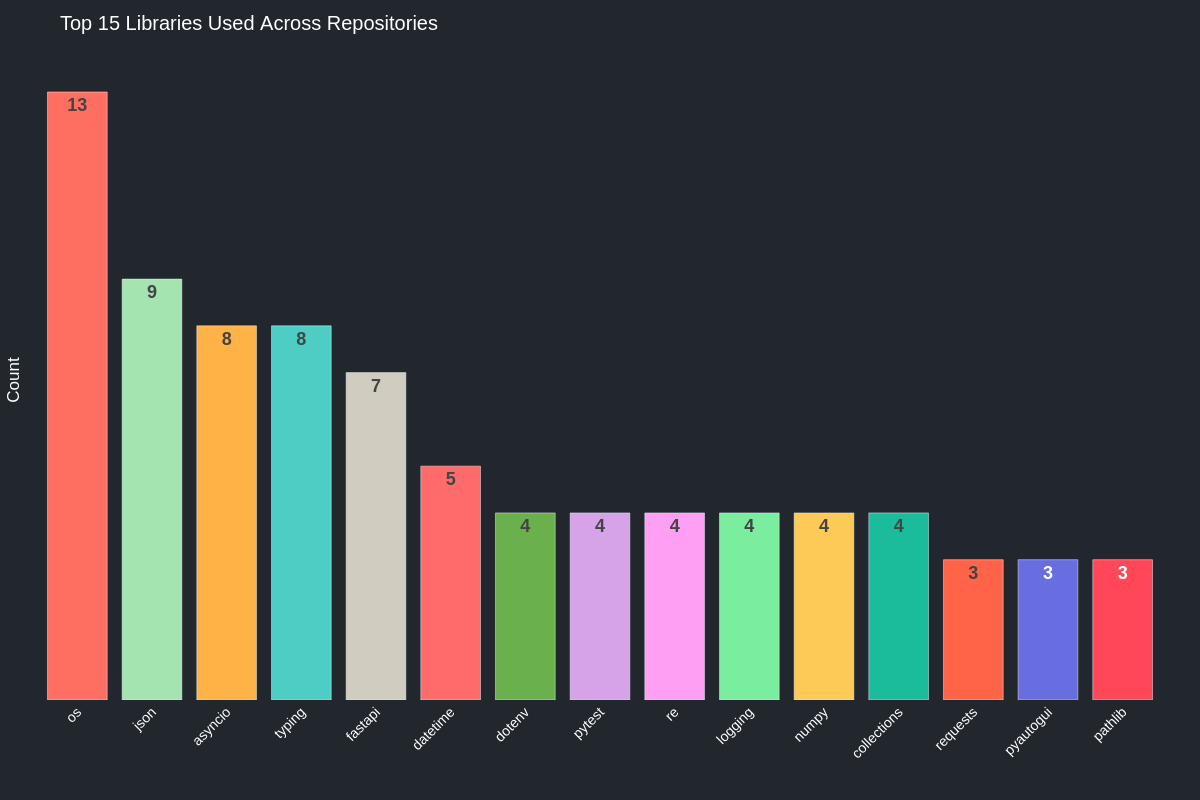 Top 15 Libraries Used Across Repositories
Count
13
9
8
8
7
5
4
4
4
4
4
4
3
3
3
os
json
asyncio
typing
fastapi
datetime
dotenv
pytest
re
logging
numpy
collections
requests
pyautogui
pathlib